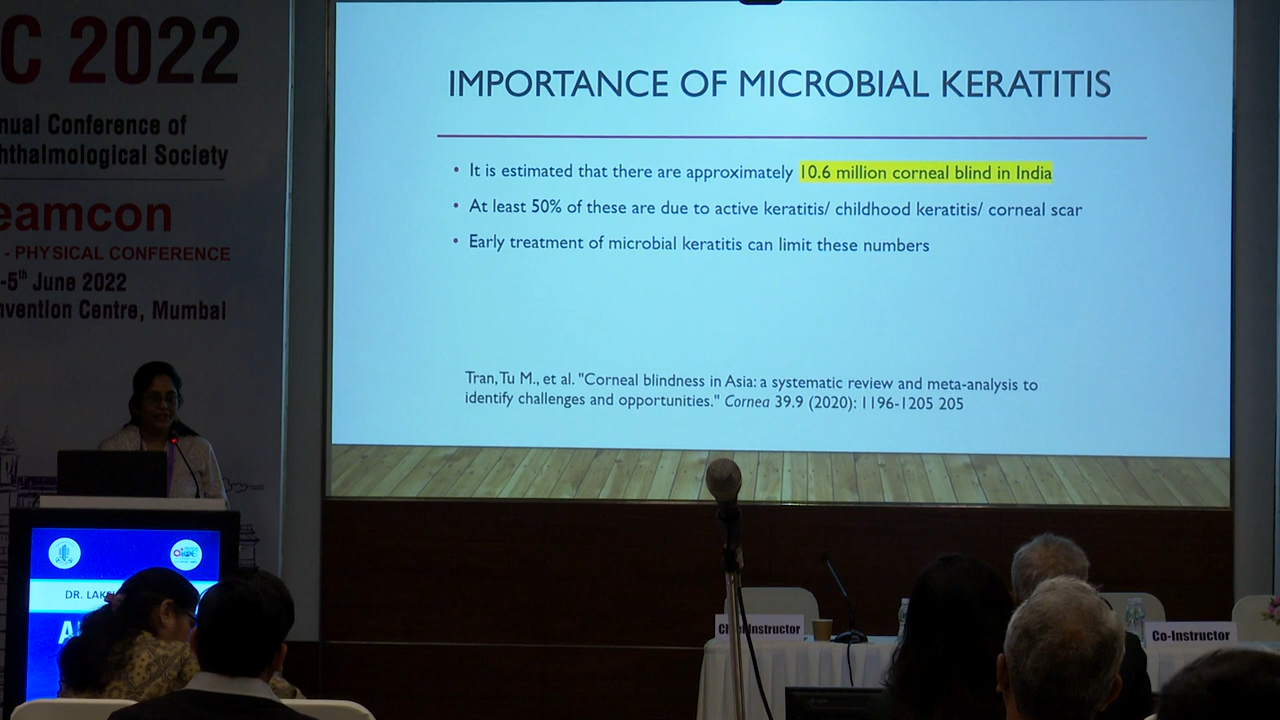 C 2022
nual Conference of
hthalmological Society
eamcon
- PHYSICAL CONFERENCE
-5th June 2022
nvention Centre, Mumbai
IMPORTANCE OF MICROBIAL KERATITIS
• It is estimated that there are approximately 10.6 million corneal blind in India
• At least 50% of these are due to active keratitis/ childhood keratitis/ corneal scar
• Early treatment of microbial keratitis can limit these numbers
Tran, Tu M., et al. "Corneal blindness in Asia: a systematic review and meta-analysis to
identify challenges and opportunities." Cornea 39.9 (2020): 1196-1205 205
DR. LAK
Instructor
Co-Instructor